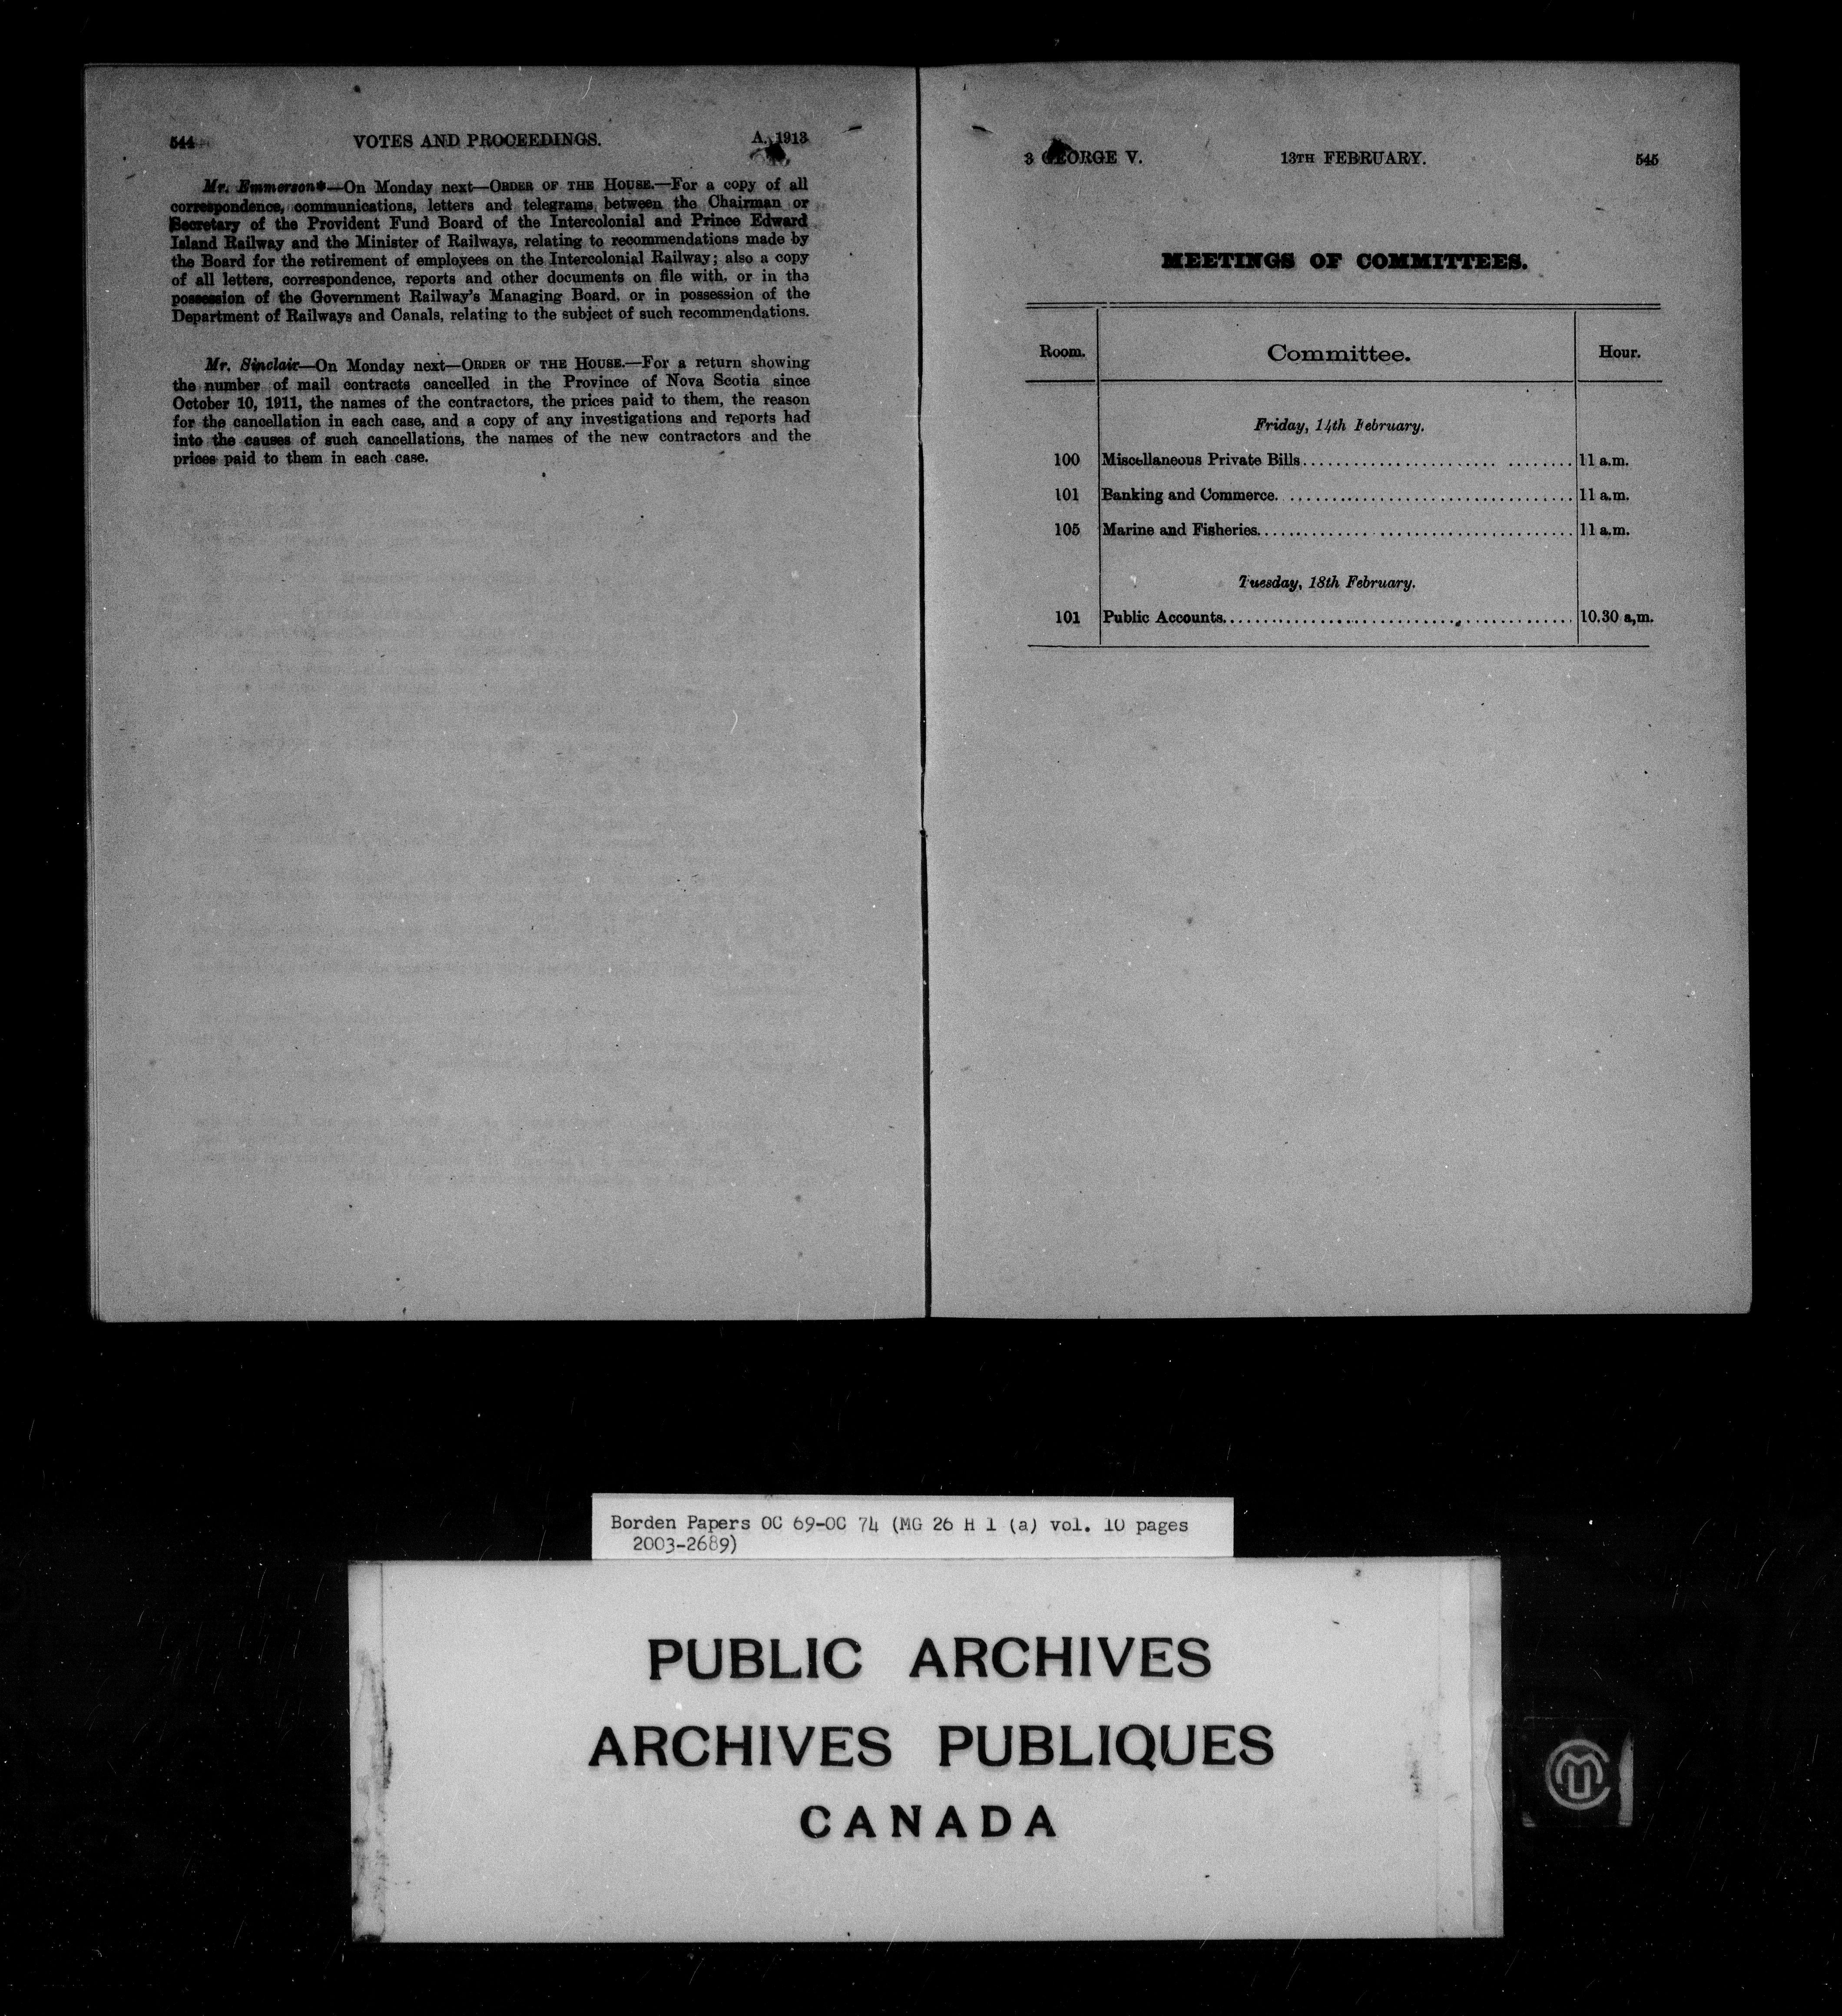 544 VOTES AND PROCEEDINGS. A. 1913
Mr. Emmerson*—On Monday next—ORDER OF THE HOUSE.—For a copy of all
correspondence, communications, letters and telegrams between the Chairman or
Secretary of the Provident Fund Board of the Intercolonial and Prince Edward
Island Railway and the Minister of Railways, relating to recommendations made by
the Board for the retirement of employees on the Intercolonial Railway; also a copy
of all letters, correspondence, reports and other documents on file with, or in the
possession of the Government Railway's Managing Board, or in possession of the
Department of Railways and Canals, relating to the subject of such recommendations.
Mr. Sinclair—On Monday next—ORDER OF THE HOUSE.—For a return showing
the number of mail contracts cancelled in the Province of Nova Scotia since
October 10, 1911, the names of the contractors, the prices paid to them, the reason
for the cancellation in each case, and a copy of any investigations and reports had
into the causes of such cancellations, the names of the new contractors and the
prices paid to them in each case.
3 GEORGE V. 13TH FEBRUARY. 545
MEETINGS OF COMMITTEES.
Room. Committee. Hour.
Friday, 14th February.
100 Miscellaneous Private Bills 11 a.m.
101 Banking and Commerce 11 a.m.
105 Marine and Fisheries 11 a.m.
Tuesday, 18th February.
101 Public Accounts 10.30 a.m.
Borden Papers OC 69-OC 74 (MG 26 H 1 (a) vol. 10 pages
2003-2689)
PUBLIC ARCHIVES
ARCHIVES PUBLIQUES
CANADA